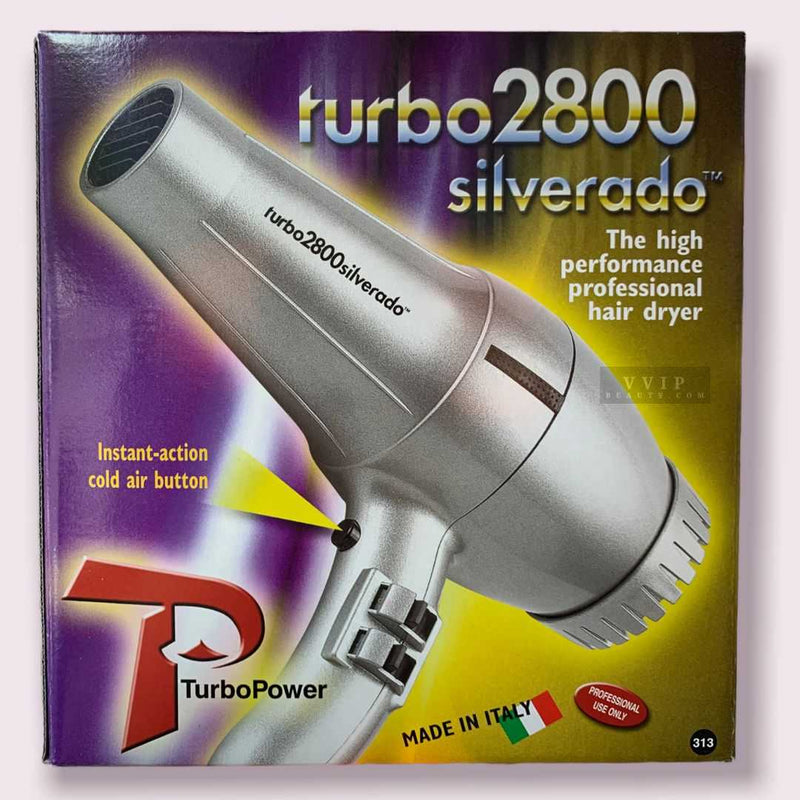 turbo2800
silverado™
The high
performance
professional
hair dryer
turbo2800silverado™
VVIP
BEAUTY.COM
Instant-action
cold air button
TP
TurboPower
MADE IN ITALY
PROFESSIONAL
USE ONLY
313